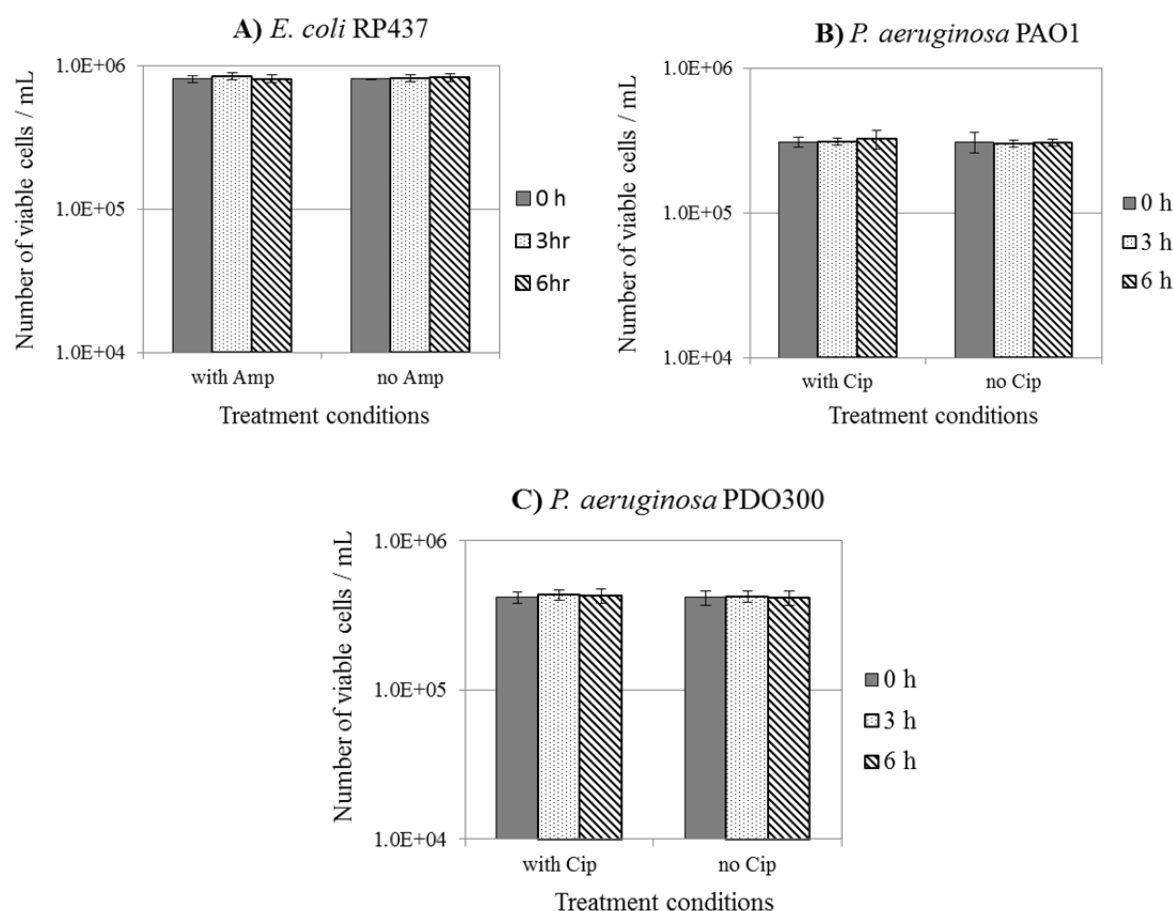 A) E. coli RP437
Number of viable cells / mL
1.0E+06
1.0E+05
1.0E+04
with Amp
no Amp
Treatment conditions
0 h
3hr
6hr
B) P. aeruginosa PAO1
Number of viable cells / mL
1.0E+06
1.0E+05
1.0E+04
with Cip
no Cip
Treatment conditions
0 h
3 h
6 h
C) P. aeruginosa PDO300
Number of viable cells / mL
1.0E+06
1.0E+05
1.0E+04
with Cip
no Cip
Treatment conditions
0 h
3 h
6 h